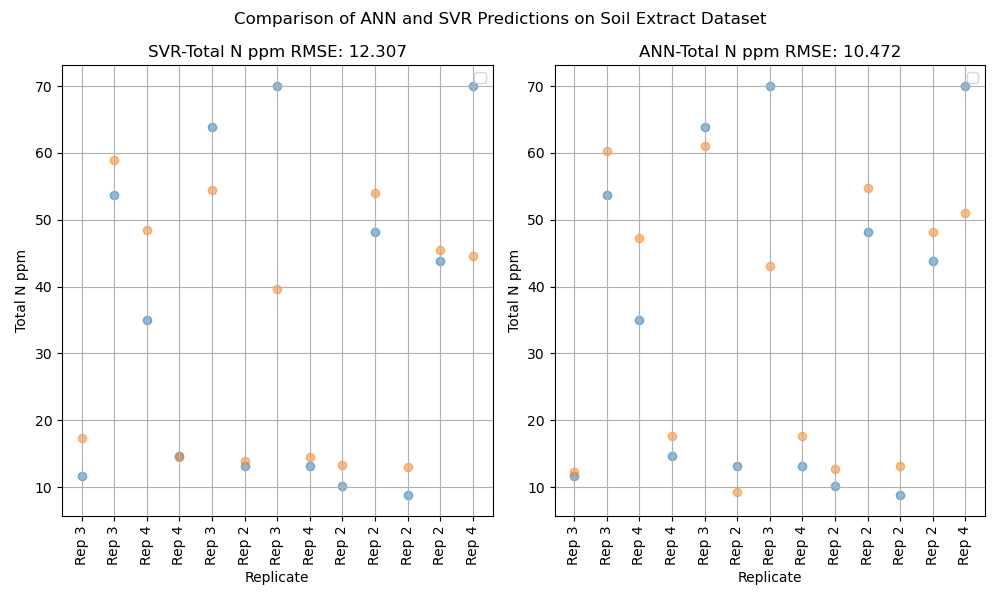 Comparison of ANN and SVR Predictions on Soil Extract Dataset
SVR-Total N ppm RMSE: 12.307
70
60
50
40
30
20
10
Total N ppm
Rep 3
Rep 3
Rep 4
Rep 4
Rep 3
Rep 2
Rep 3
Rep 4
Rep 2
Rep 2
Rep 2
Rep 2
Rep 4
Replicate
ANN-Total N ppm RMSE: 10.472
70
60
50
40
30
20
10
Total N ppm
Rep 3
Rep 3
Rep 4
Rep 4
Rep 3
Rep 2
Rep 3
Rep 4
Rep 2
Rep 2
Rep 2
Rep 2
Rep 4
Replicate